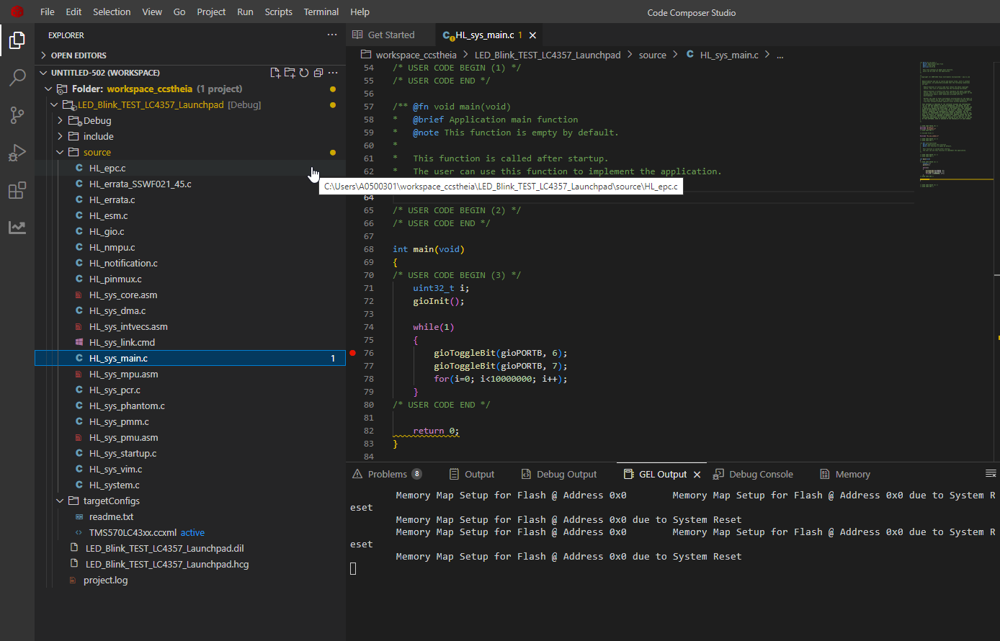 File Edit Selection View Go Project Run Scripts Terminal Help
Code Composer Studio
EXPLORER
OPEN EDITORS
UNTITLED-502 (WORKSPACE)
Folder: workspace_ccstheia (1 project)
LED_Blink_TEST_LC4357_Launchpad [Debug]
Debug
include
source
HL_epc.c
HL_errata_SSWF021_45.c
HL_errata.c
HL_esm.c
HL_gio.c
HL_nmpu.c
HL_notification.c
HL_pinmux.c
HL_sys_core.asm
HL_sys_dma.c
HL_sys_intvecs.asm
HL_sys_link.cmd
HL_sys_main.c 1
HL_sys_mpu.asm
HL_sys_pcr.c
HL_sys_phantom.c
HL_sys_pmm.c
HL_sys_pmu.asm
HL_sys_startup.c
HL_sys_vim.c
HL_system.c
targetConfigs
readme.txt
TMS570LC43xx.ccxml active
LED_Blink_TEST_LC4357_Launchpad.dil
LED_Blink_TEST_LC4357_Launchpad.hcg
project.log
Get Started
HL_sys_main.c 1
workspace_ccstheia > LED_Blink_TEST_LC4357_Launchpad > source > C HL_sys_main.c > ...
54 /* USER CODE BEGIN (1) */
55 /* USER CODE END */
56
57 /** @fn void main(void)
58 * @brief Application main function
59 * @note This function is empty by default.
60 *
61 * This function is called after startup.
62 * The user can use this function to implement the application.
C:\Users\A0500301\workspace_ccstheia\LED_Blink_TEST_LC4357_Launchpad\source\HL_epc.c
64
65 /* USER CODE BEGIN (2) */
66 /* USER CODE END */
67
68 int main(void)
69 {
70 /* USER CODE BEGIN (3) */
71 uint32_t i;
72 gioInit();
73
74 while(1)
75 {
76 gioToggleBit(gioPORTB, 6);
77 gioToggleBit(gioPORTB, 7);
78 for(i=0; i<10000000; i++);
79 }
80 /* USER CODE END */
81
82 return 0;
83 }
84
Problems 8 Output Debug Output GEL Output Debug Console Memory
Memory Map Setup for Flash @ Address 0x0 Memory Map Setup for Flash @ Address 0x0 due to System R
eset
Memory Map Setup for Flash @ Address 0x0 due to System Reset
Memory Map Setup for Flash @ Address 0x0 Memory Map Setup for Flash @ Address 0x0 due to System R
eset
Memory Map Setup for Flash @ Address 0x0 due to System Reset